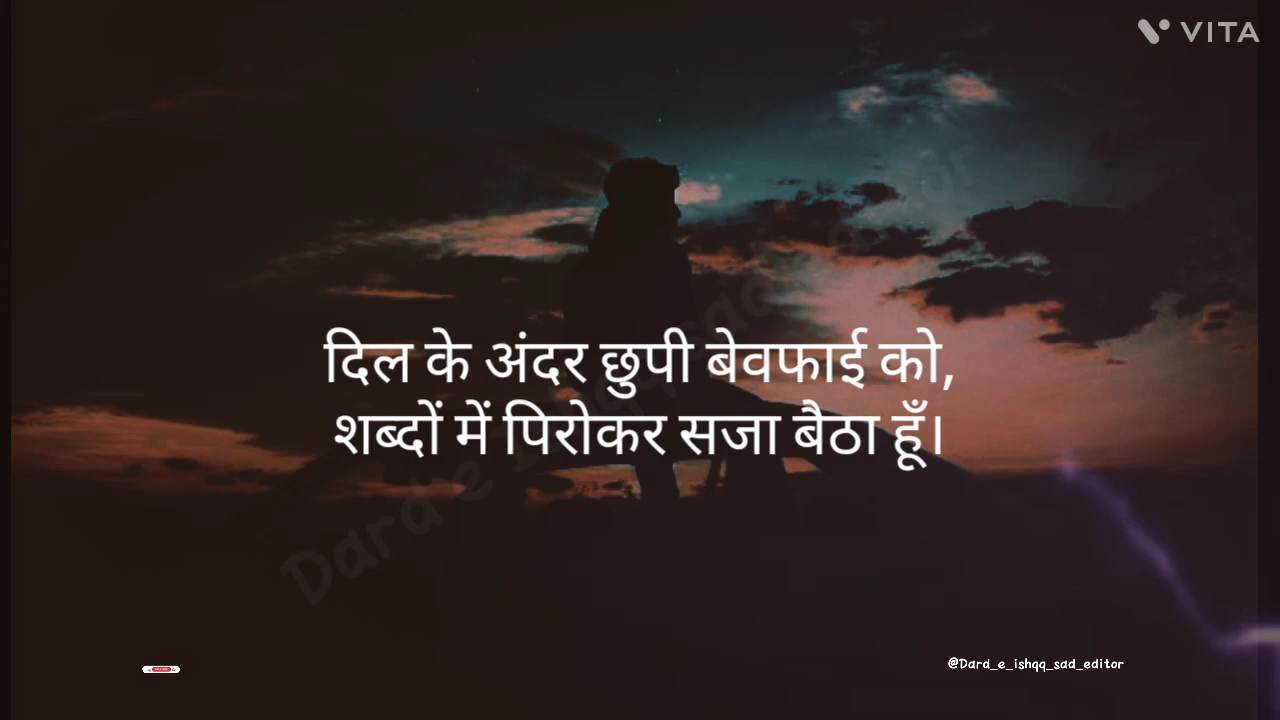 VITA
दिल के अंदर छुपी बेवफाई को,
शब्दों में पिरोकर सजा बैठा हूँ।
@Dard_e_ishqq_sad_editor